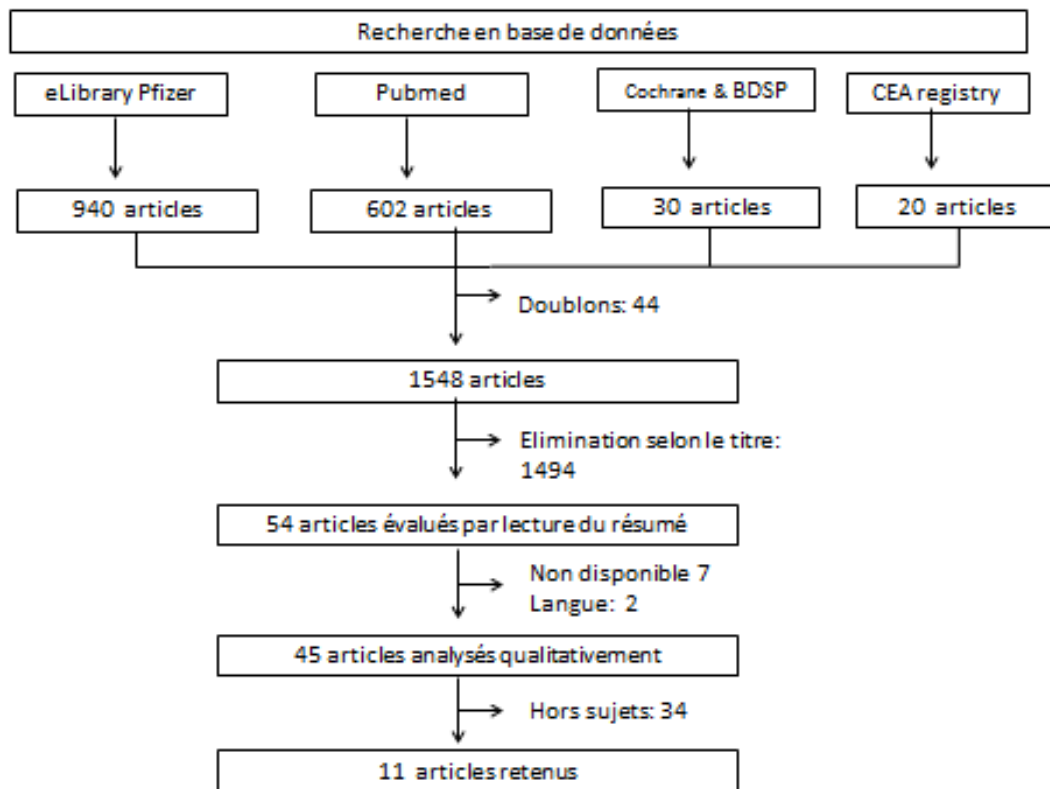 Recherche en base de données
eLibrary Pfizer
Pubmed
Cochrane & BDSP
CEA registry
940 articles
602 articles
30 articles
20 articles
Doublons: 44
1548 articles
Elimination selon le titre:
1494
54 articles évalués par lecture du résumé
Non disponible 7
Langue: 2
45 articles analysés qualitativement
Hors sujets: 34
11 articles retenus